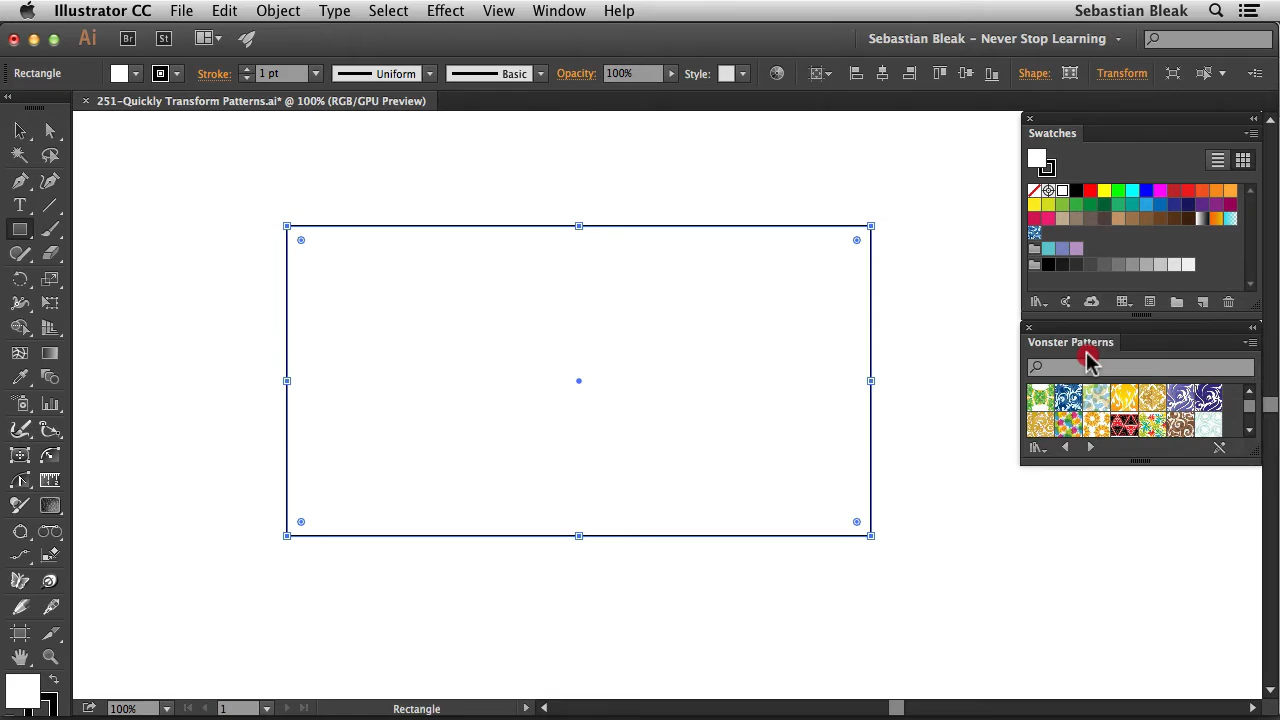 Illustrator CC File Edit Object Type Select Effect View Window Help Sebastian Bleak
Ai Br St Sebastian Bleak – Never Stop Learning
Rectangle Stroke: 1 pt Uniform Basic Opacity: 100% Style: Shape: Transform
251-Quickly Transform Patterns.ai* @ 100% (RGB/GPU Preview)
Swatches
Vonster Patterns
100% 1 Rectangle